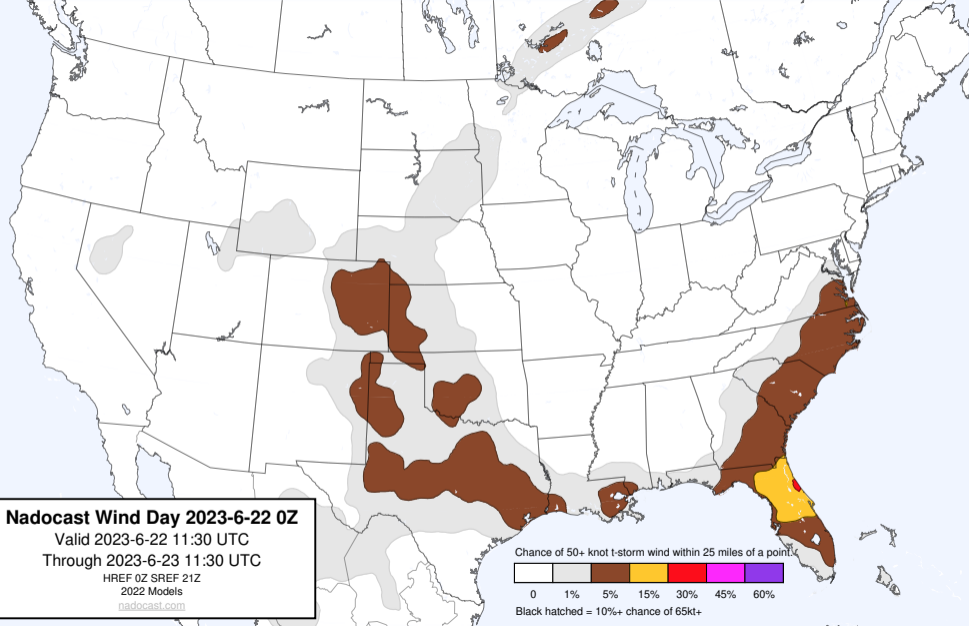 Nadocast Wind Day 2023-6-22 0Z
Valid 2023-6-22 11:30 UTC
Through 2023-6-23 11:30 UTC
HREF 0Z SREF 21Z
2022 Models
nadocast.com
Chance of 50+ knot t-storm wind within 25 miles of a point.
0 1% 5% 15% 30% 45% 60%
Black hatched = 10%+ chance of 65kt+